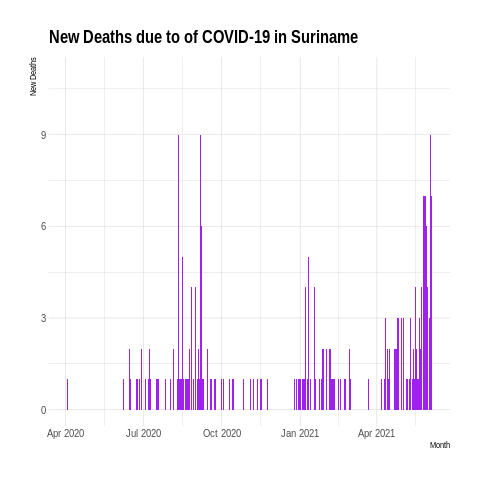 New Deaths due to of COVID-19 in Suriname
New Deaths
9
6
3
0
Apr 2020
Jul 2020
Oct 2020
Jan 2021
Apr 2021
Month